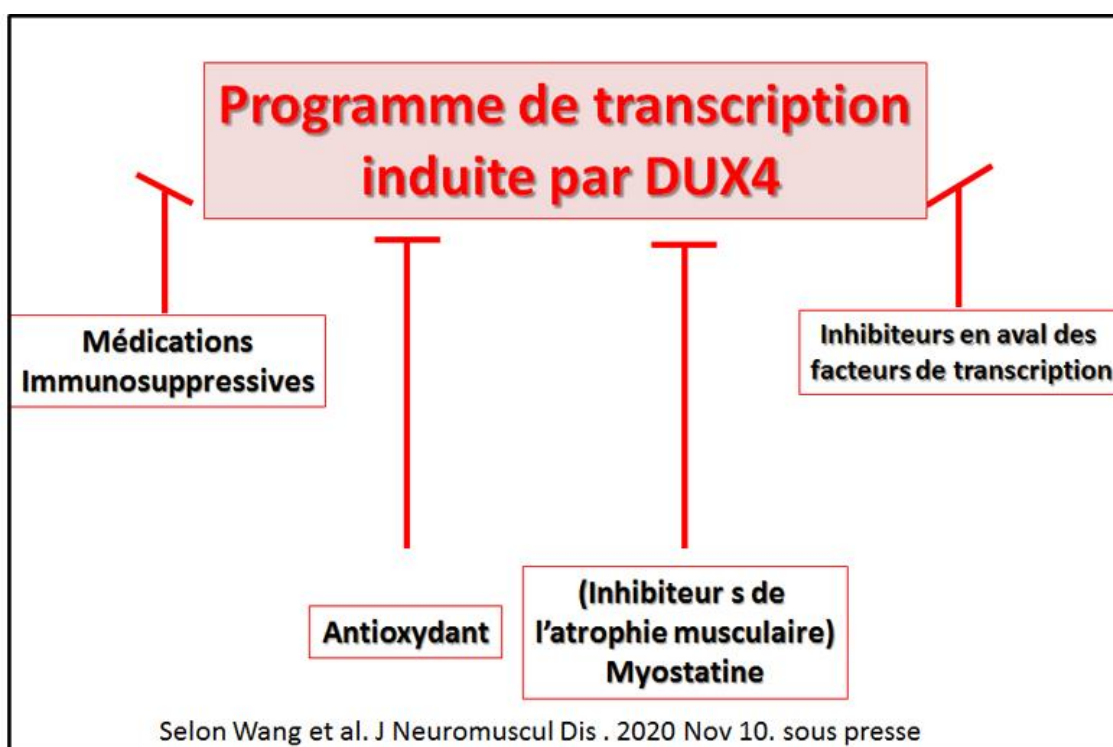 Programme de transcription
induite par DUX4
Médications
Immunosuppressives
Inhibiteurs en aval des
facteurs de transcription
Antioxydant
(Inhibiteur s de
l’atrophie musculaire)
Myostatine
Selon Wang et al. J Neuromuscul Dis . 2020 Nov 10. sous presse